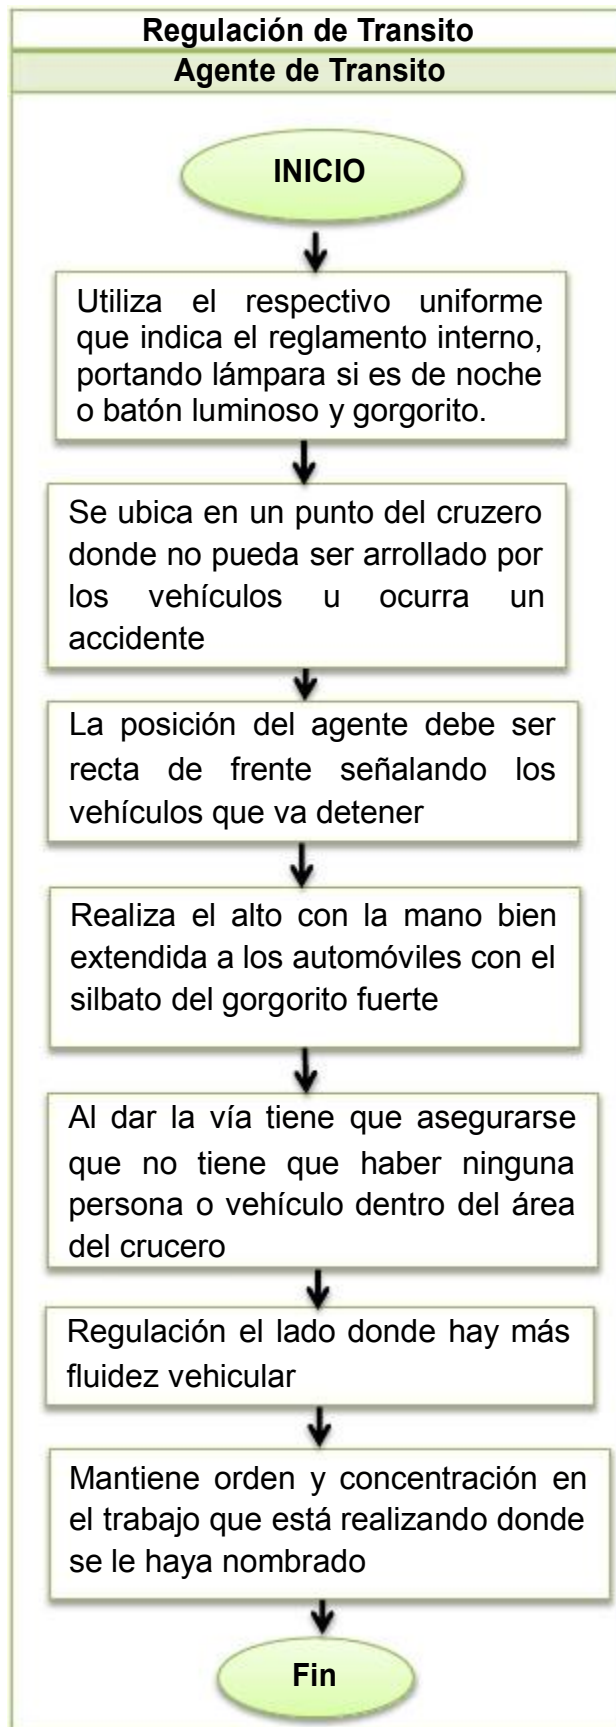 Regulación de Transito
Agente de Transito
INICIO
Utiliza el respectivo uniforme
que indica el reglamento interno,
portando lámpara si es de noche
o batón luminoso y gorgorito.
Se ubica en un punto del cruzero
donde no pueda ser arrollado por
los vehículos u ocurra un
accidente
La posición del agente debe ser
recta de frente señalando los
vehículos que va detener
Realiza el alto con la mano bien
extendida a los automóviles con el
silbato del gorgorito fuerte
Al dar la vía tiene que asegurarse
que no tiene que haber ninguna
persona o vehículo dentro del área
del crucero
Regulación el lado donde hay más
fluidez vehicular
Mantiene orden y concentración en
el trabajo que está realizando donde
se le haya nombrado
Fin